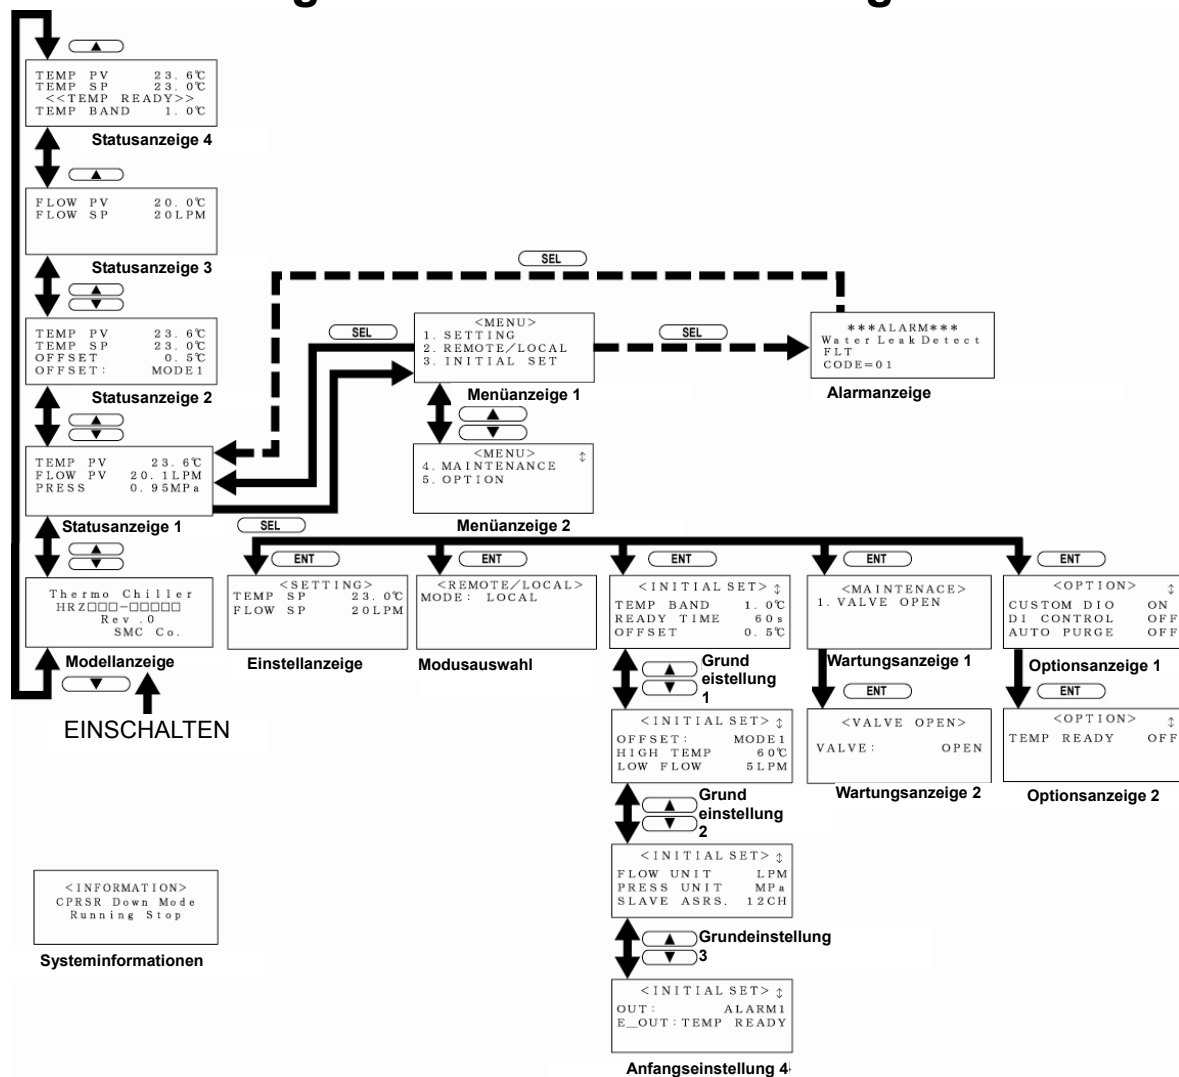 TEMP PV 23. 6℃
TEMP SP 23. 0℃
<<TEMP READY>>
TEMP BAND 1. 0℃
Statusanzeige 4
FLOW PV 20. 0℃
FLOW SP 20LPM
Statusanzeige 3
TEMP PV 23. 6℃
TEMP SP 23. 0℃
OFFSET 0. 5℃
OFFSET: MODE1
Statusanzeige 2
TEMP PV 23. 6℃
FLOW PV 20. 1LPM
PRESS 0. 95MPa
Statusanzeige 1
Thermo Chiller
HRZ□□□-□□□□□
Rev .0
SMC Co.
Modellanzeige
EINSCHALTEN
SEL
SEL
SEL
SEL
<MENU>
1. SETTING
2. REMOTE/LOCAL
3. INITIAL SET
Menüanzeige 1
<MENU> ↕
4. MAINTENANCE
5. OPTION
Menüanzeige 2
***ALARM***
Water Leak Detect
FLT
CODE=01
Alarmanzeige
ENT
ENT
ENT
ENT
ENT
<SETTING>
TEMP SP 23. 0℃
FLOW SP 20LPM
Einstellanzeige
<REMOTE/LOCAL>
MODE: LOCAL
Modusauswahl
<INITIAL SET> ↕
TEMP BAND 1. 0℃
READY TIME 60s
OFFSET 0. 5℃
Grund
eistellung
1
<INITIAL SET> ↕
OFFSET: MODE1
HIGH TEMP 60℃
LOW FLOW 5LPM
Grund
einstellung
2
<INITIAL SET> ↕
FLOW UNIT LPM
PRESS UNIT MPa
SLAVE ASRS. 12CH
Grundeinstellung
3
<INITIAL SET> ↕
OUT: ALARM1
E_OUT:TEMP READY
Anfangseinstellung 4
<MAINTENACE>
1. VALVE OPEN
Wartungsanzeige 1
ENT
<VALVE OPEN>
VALVE: OPEN
Wartungsanzeige 2
<OPTION> ↕
CUSTOM DIO ON
DI CONTROL OFF
AUTO PURGE OFF
Optionsanzeige 1
ENT
<OPTION> ↕
TEMP READY OFF
Optionsanzeige 2
<INFORMATION>
CPRSR Down Mode
Running Stop
Systeminformationen